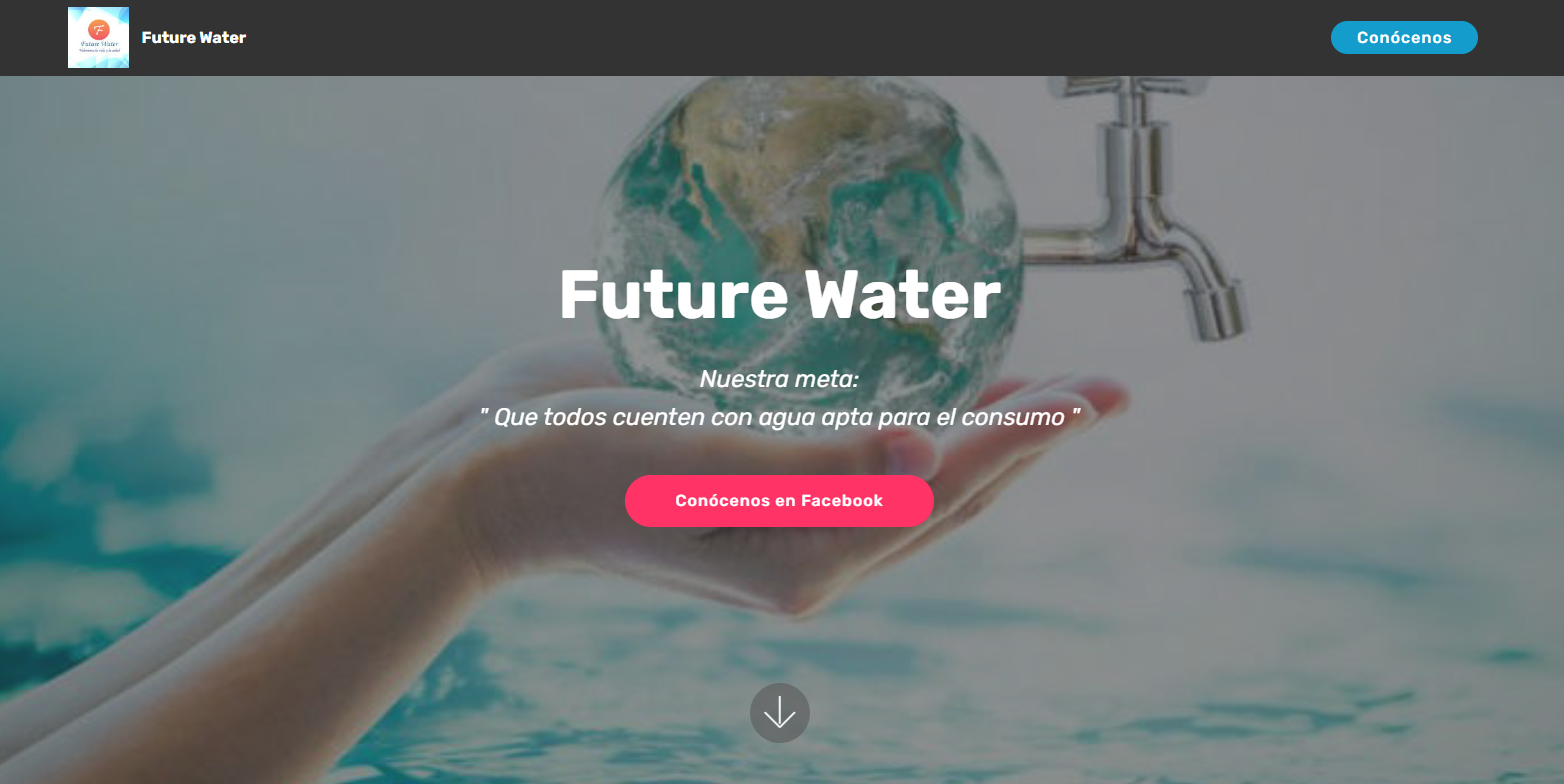 Future Water
Future Water
Conócenos
Future Water
Nuestra meta:
" Que todos cuenten con agua apta para el consumo "
Conócenos en Facebook